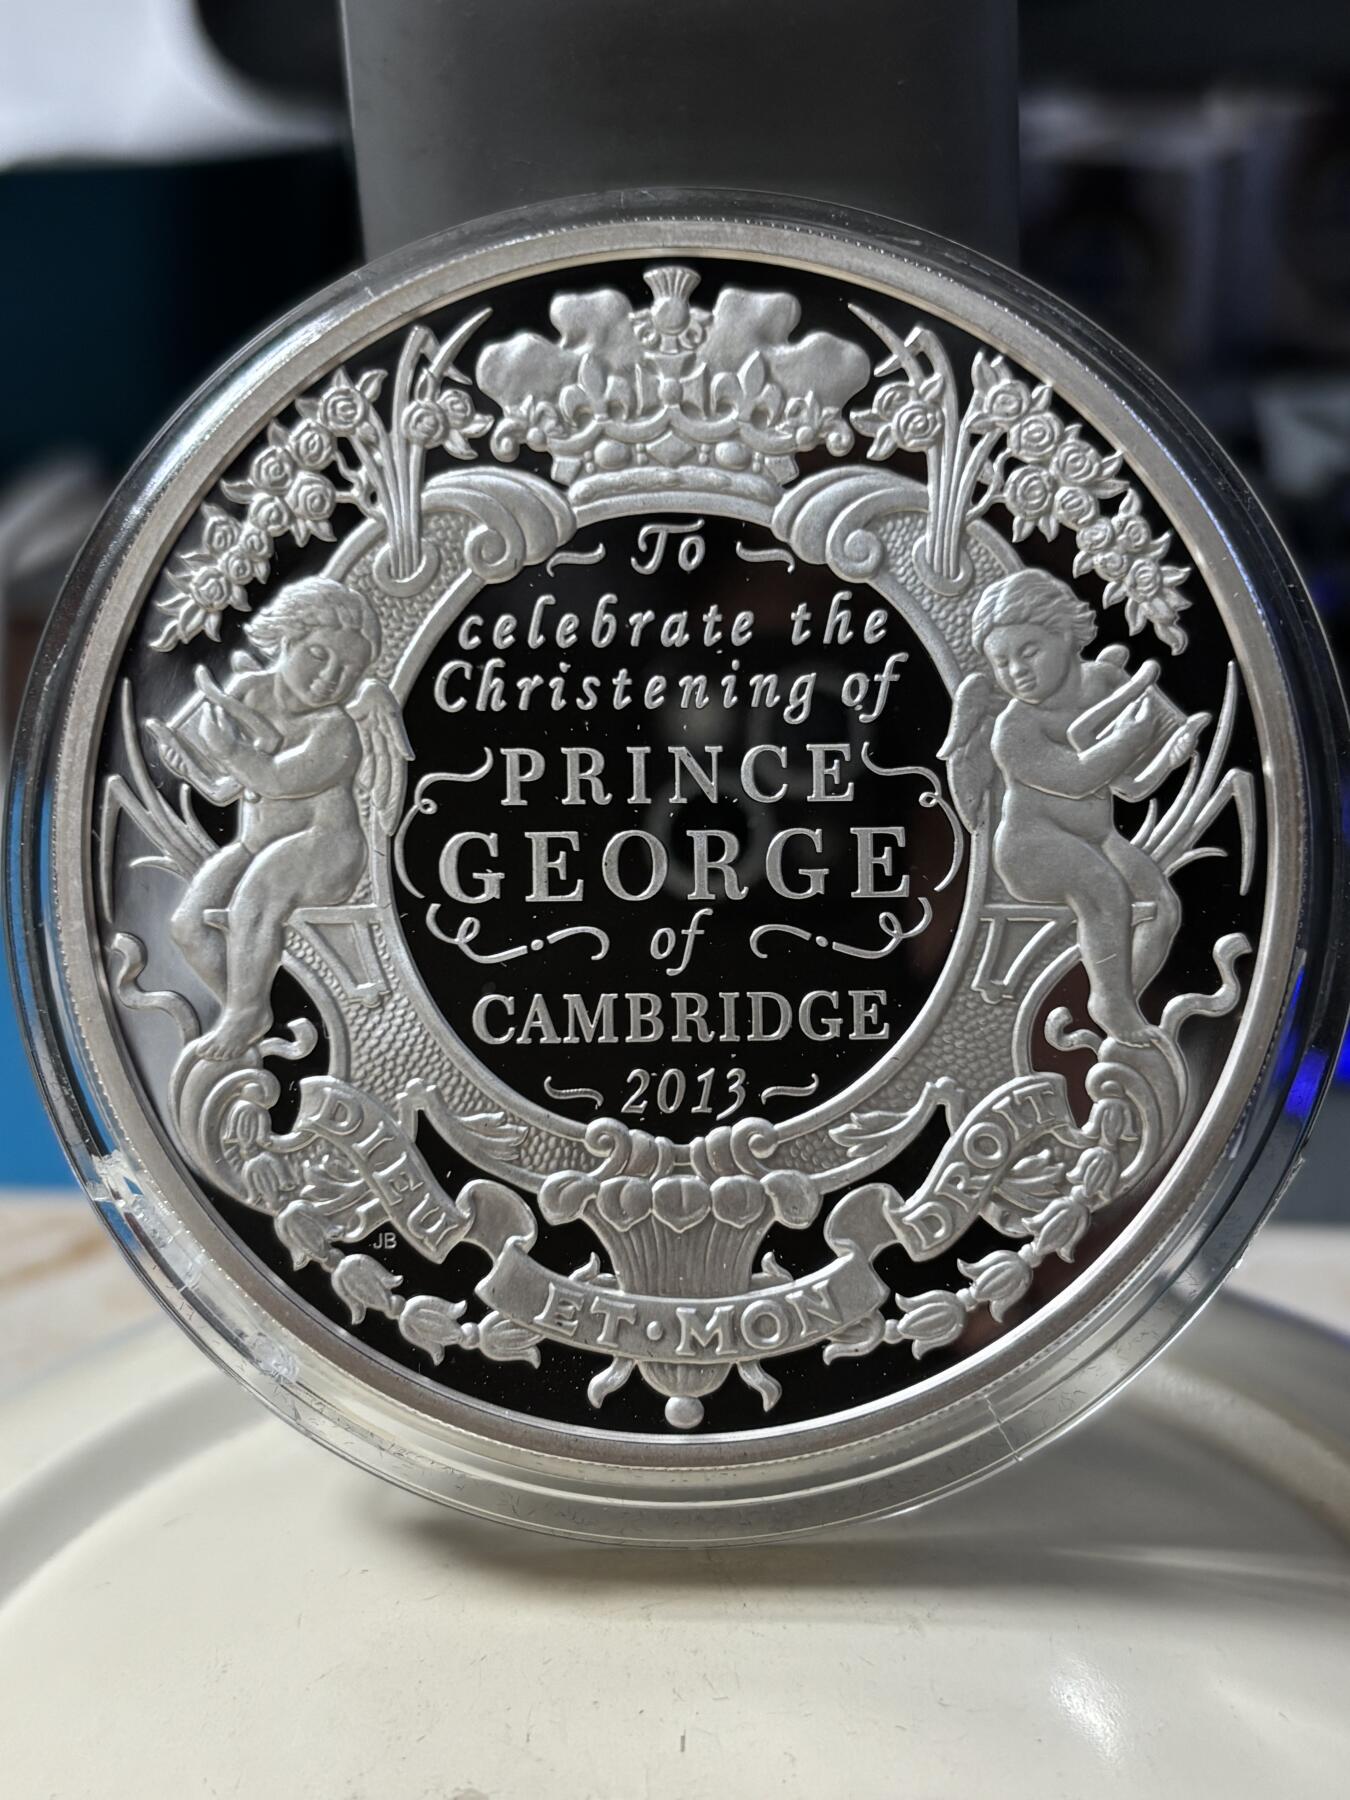 To
celebrate the
Christening of
PRINCE
GEORGE
of
CAMBRIDGE
2013
DIEU
ET·MON
DROIT
JB